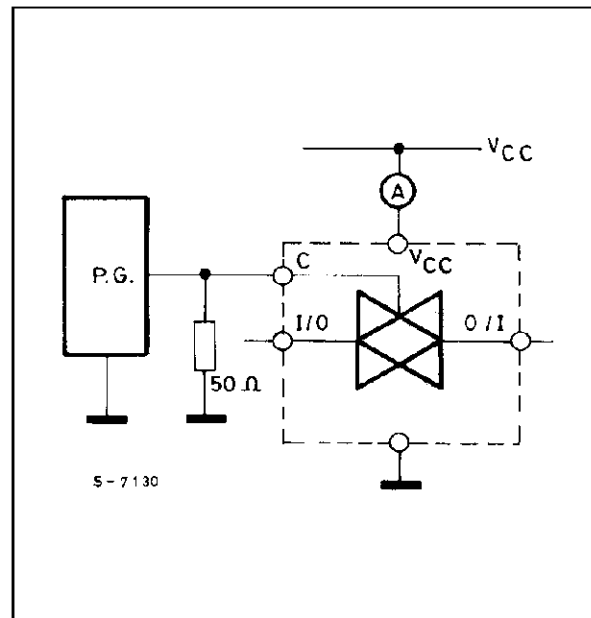 VCC
A
C
VCC
P.G.
I/O
O/I
50 Ω
S-7130